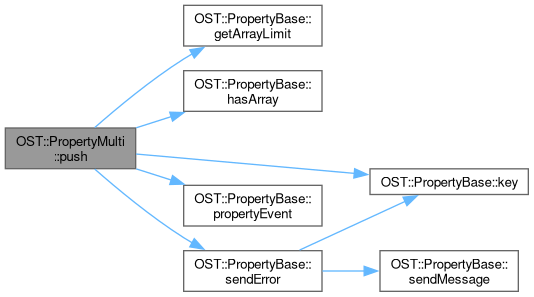 OST::PropertyMulti
::push
OST::PropertyBase::
getArrayLimit
OST::PropertyBase::
hasArray
OST::PropertyBase::key
OST::PropertyBase::
propertyEvent
OST::PropertyBase::
sendError
OST::PropertyBase::
sendMessage